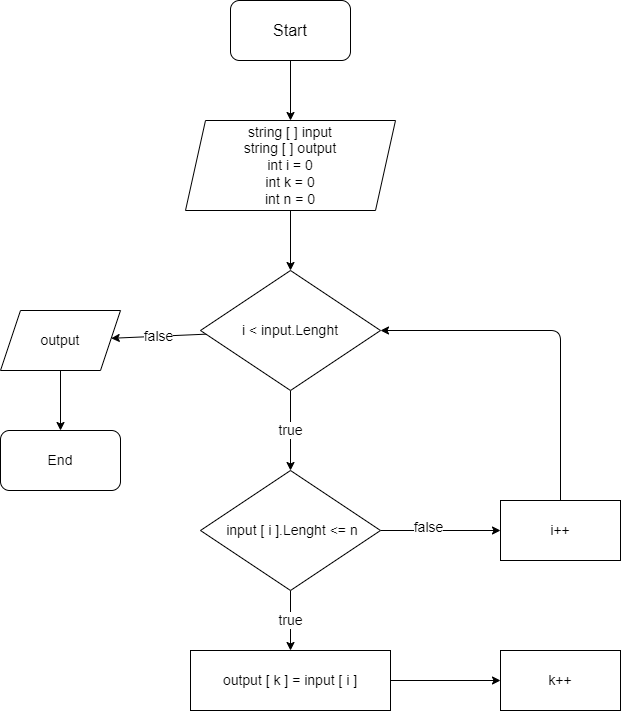 Start
string [ ] input
string [ ] output
int i = 0
int k = 0
int n = 0
i < input.Lenght
false
output
End
true
input [ i ].Lenght <= n
false
i++
true
output [ k ] = input [ i ]
k++